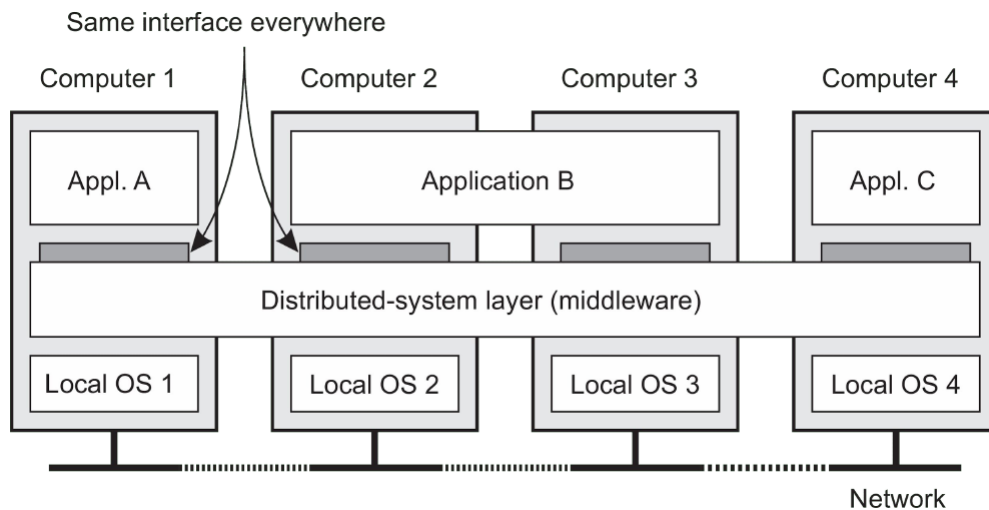 Same interface everywhere
Computer 1
Computer 2
Computer 3
Computer 4
Appl. A
Application B
Appl. C
Distributed-system layer (middleware)
Local OS 1
Local OS 2
Local OS 3
Local OS 4
Network